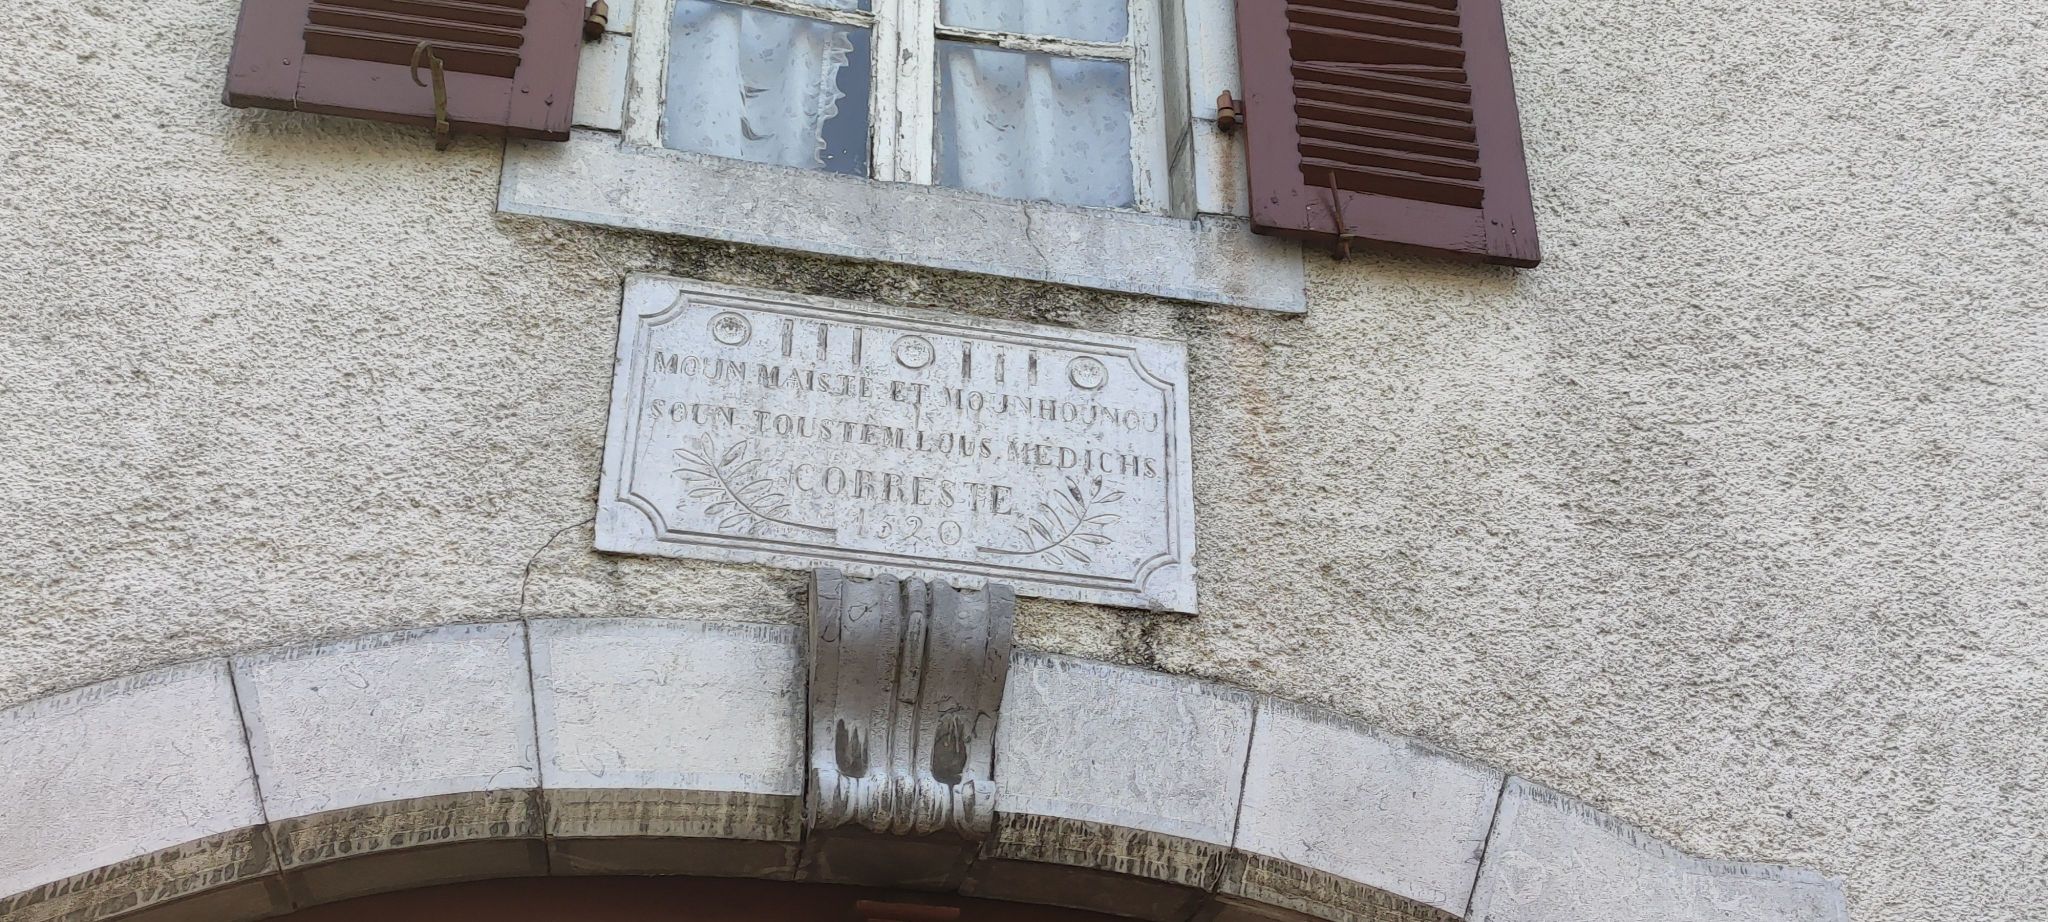 MOUN MAISTE ET MOUNHOUNOU
SOUN TOUSTEM LOUS MEDICHS
CORRESTE
1520